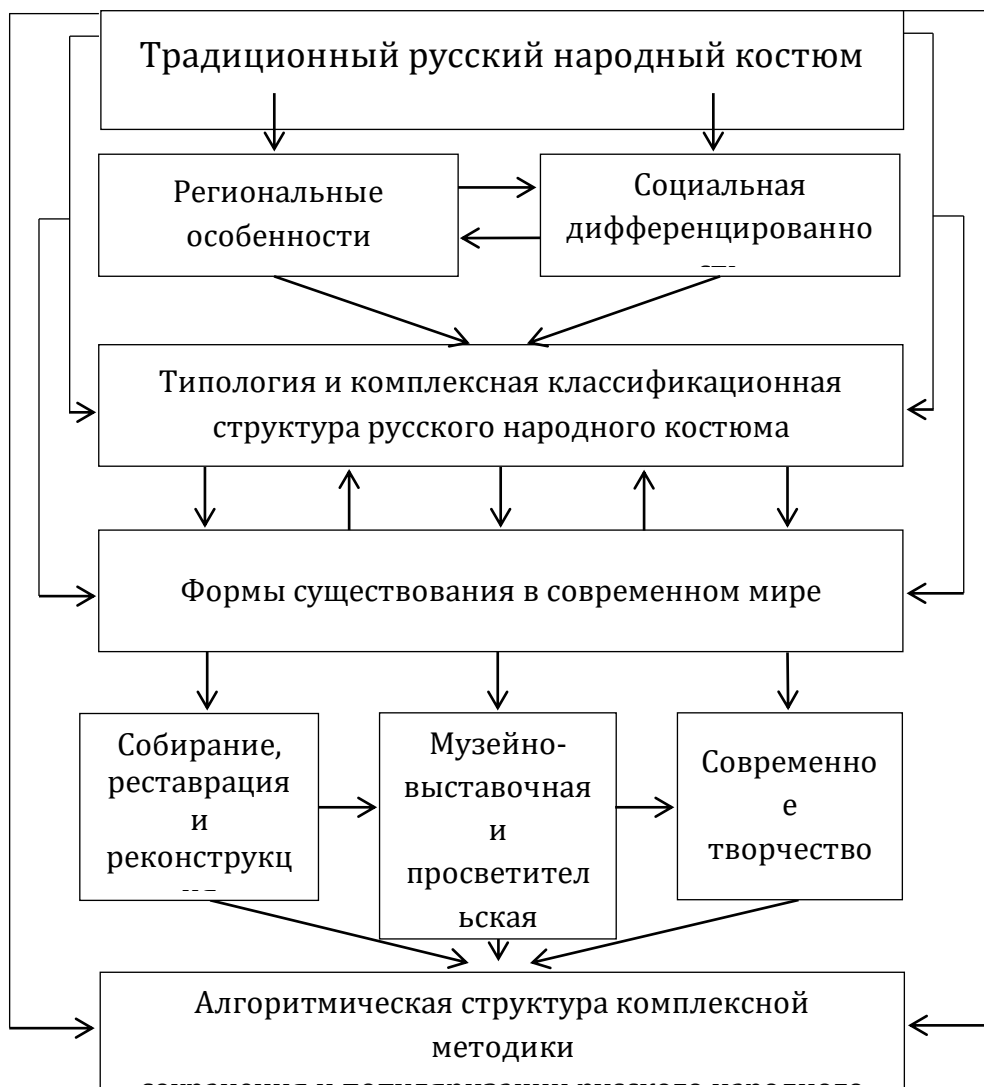 Традиционный русский народный костюм
Региональные
особенности
Социальная
дифференцированно
Типология и комплексная классификационная
структура русского народного костюма
Формы существования в современном мире
Собирание,
реставрация
и
реконструкц
Музейно-
выставочная
и
просветител
ьская
Современно
е
творчество
Алгоритмическая структура комплексной
методики